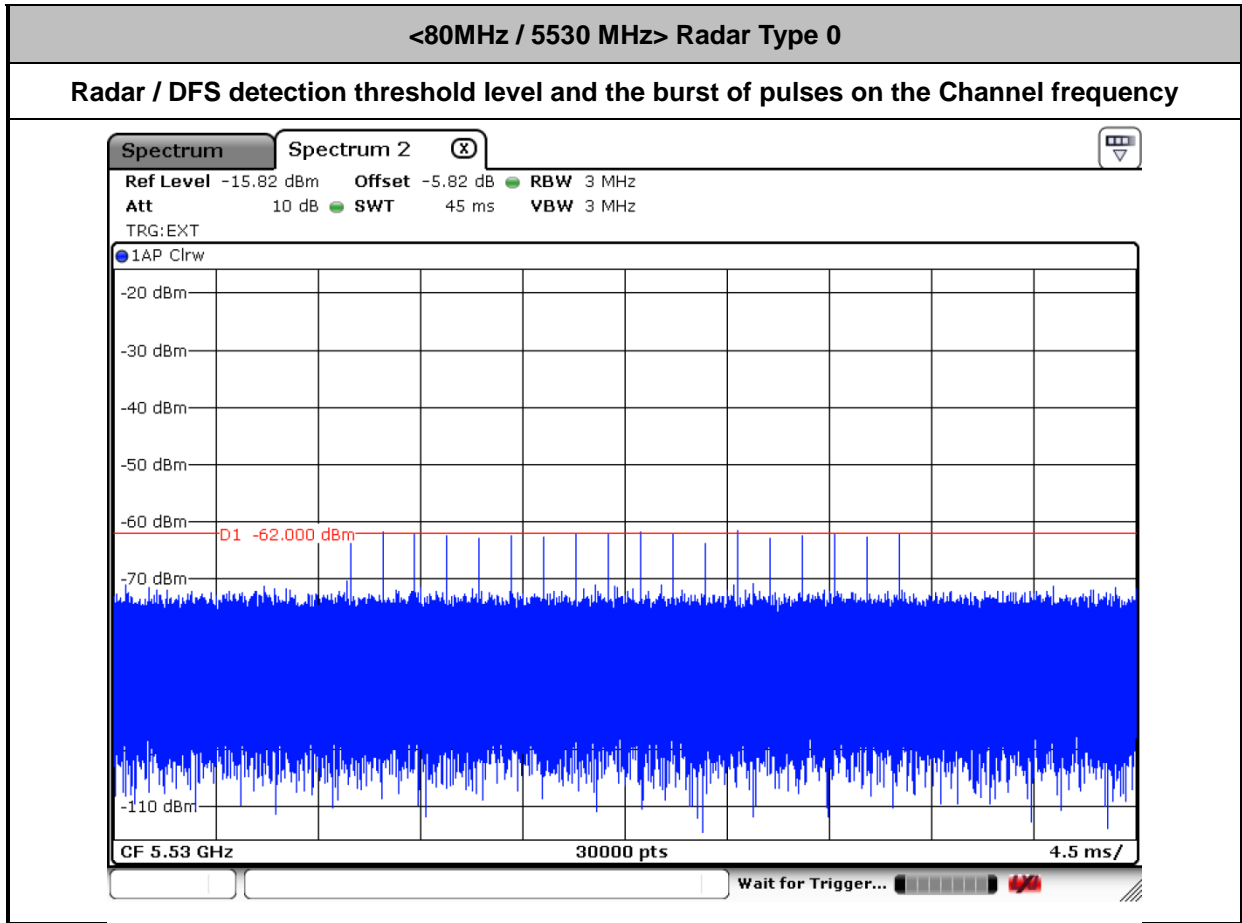 <80MHz / 5530 MHz> Radar Type 0
Radar / DFS detection threshold level and the burst of pulses on the Channel frequency
Spectrum Spectrum 2 X
Ref Level -15.82 dBm Offset -5.82 dB RBW 3 MHz
Att 10 dB SWT 45 ms VBW 3 MHz
TRG:EXT
1AP Clrw
-20 dBm
-30 dBm
-40 dBm
-50 dBm
-60 dBm
D1 -62.000 dBm
-70 dBm
-110 dBm
CF 5.53 GHz 30000 pts 4.5 ms/
Wait for Trigger...